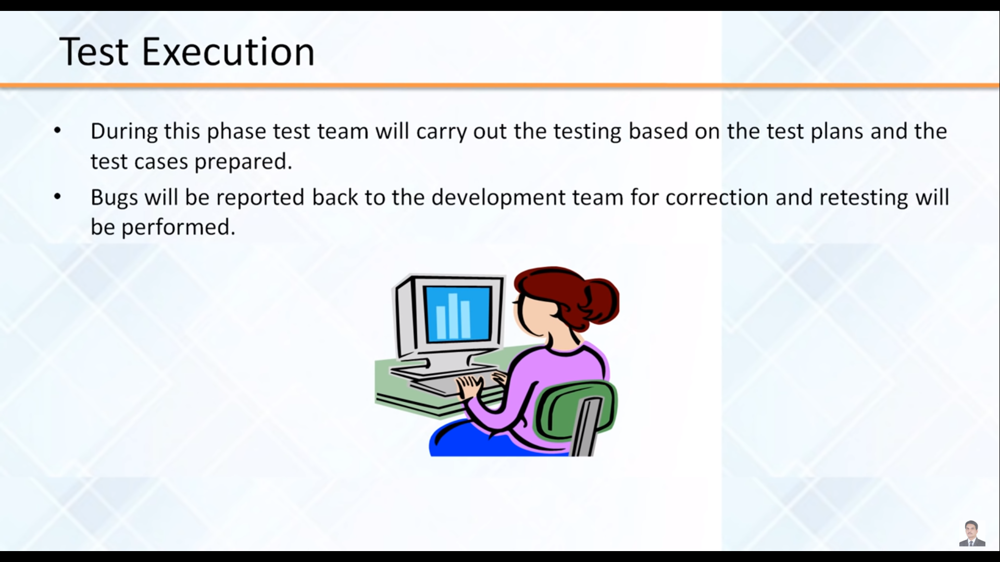 Test Execution
• During this phase test team will carry out the testing based on the test plans and the
test cases prepared.
• Bugs will be reported back to the development team for correction and retesting will
be performed.